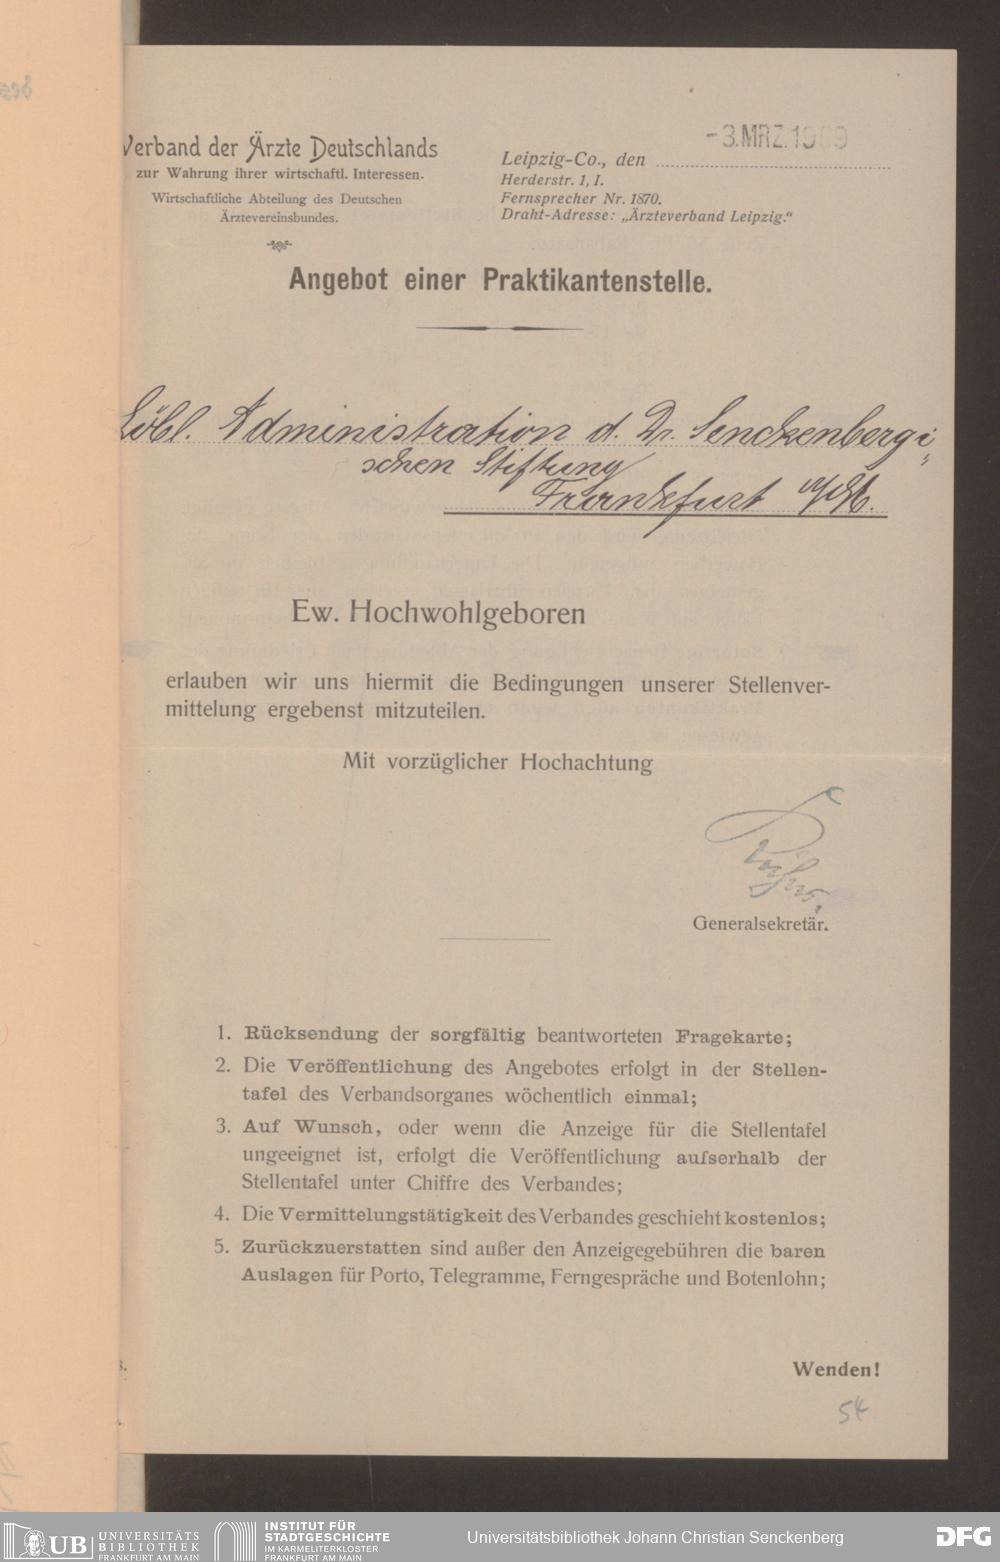 Verband der Ärzte Deutschlands
zur Wahrung ihrer wirtschaftl. Interessen.
Wirtschaftliche Abteilung des Deutschen
Ärztevereinsbundes.
-3.MRZ.1909
Leipzig-Co., den
Herderstr. 1, I.
Fernsprecher Nr. 1870.
Draht-Adresse: „Ärzteverband Leipzig.“
Angebot einer Praktikantenstelle.
Löbl. Administration d. Dr. Senckenbergi
schen Stiftung
Frankfurt a/M.
Ew. Hochwohlgeboren
erlauben wir uns hiermit die Bedingungen unserer Stellenver-
mittelung ergebenst mitzuteilen.
Mit vorzüglicher Hochachtung
Generalsekretär.
1. Rücksendung der sorgfältig beantworteten Fragekarte;
2. Die Veröffentlichung des Angebotes erfolgt in der Stellen-
tafel des Verbandsorganes wöchentlich einmal;
3. Auf Wunsch, oder wenn die Anzeige für die Stellentafel
ungeeignet ist, erfolgt die Veröffentlichung aufserhalb der
Stellentafel unter Chiffre des Verbandes;
4. Die Vermittelungstätigkeit des Verbandes geschieht kostenlos;
5. Zurückzuerstatten sind außer den Anzeigegebühren die baren
Auslagen für Porto, Telegramme, Ferngespräche und Botenlohn;
Wenden!
54
UB UNIVERSITÄTS
BIBLIOTHEK
FRANKFURT AM MAIN
INSTITUT FÜR
STADTGESCHICHTE
IM KARMELITERKLOSTER
FRANKFURT AM MAIN
Universitätsbibliothek Johann Christian Senckenberg
DFG